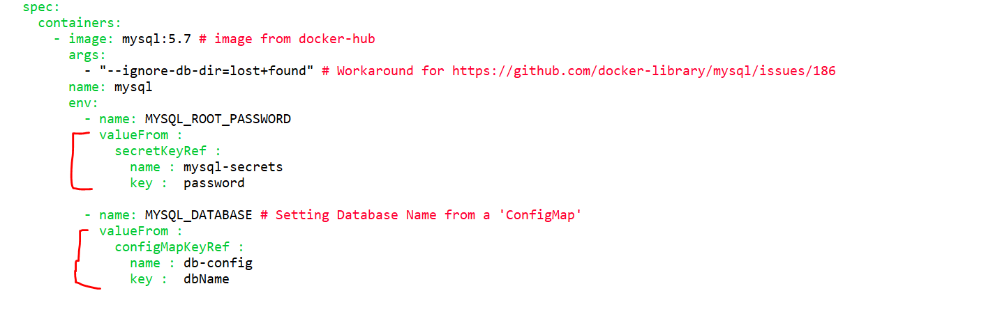 spec:
containers:
- image: mysql:5.7 # image from docker-hub
args:
- "--ignore-db-dir=lost+found" # Workaround for https://github.com/docker-library/mysql/issues/186
name: mysql
env:
- name: MYSQL_ROOT_PASSWORD
valueFrom :
secretKeyRef :
name : mysql-secrets
key :  password
- name: MYSQL_DATABASE # Setting Database Name from a 'ConfigMap'
valueFrom :
configMapKeyRef :
name : db-config
key :  dbName